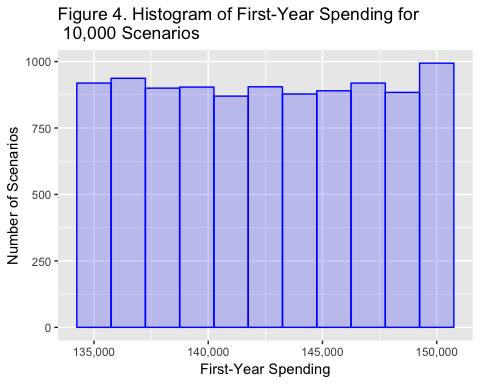 Figure 4. Histogram of First-Year Spending for
10,000 Scenarios
1000
750
500
250
0
Number of Scenarios
135,000 140,000 145,000 150,000
First-Year Spending